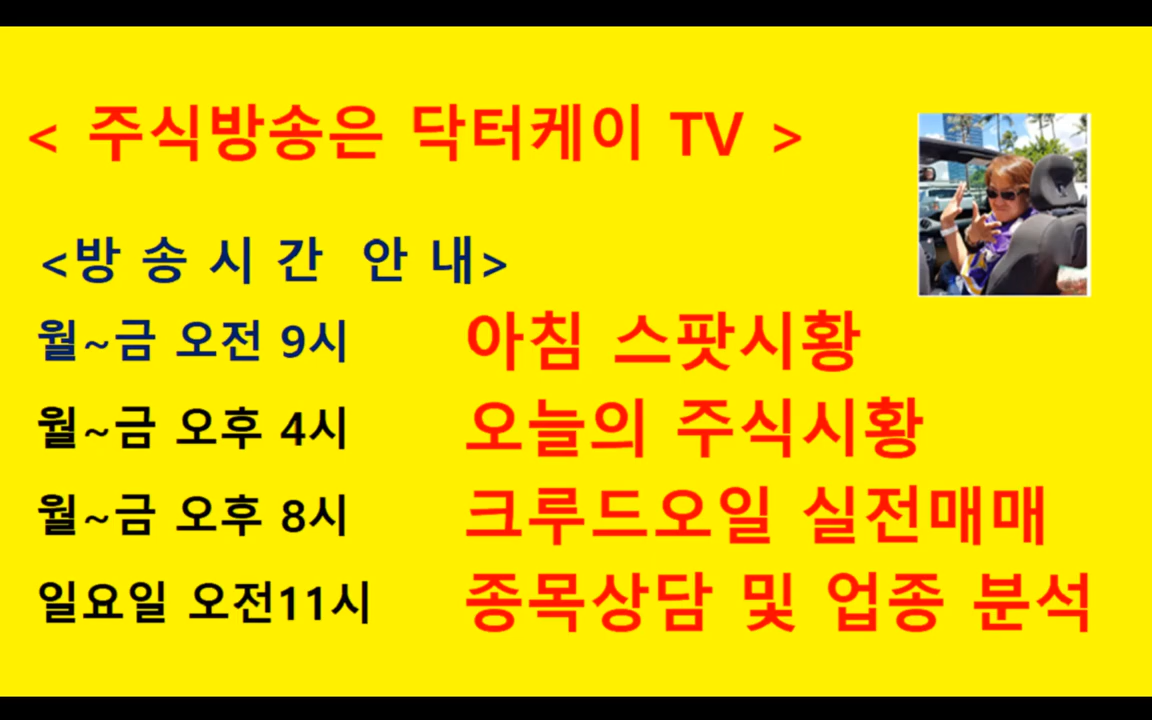 < 주식방송은 닥터케이 TV >
<방 송 시 간 안 내>
월~금 오전 9시 아침 스팟시황
월~금 오후 4시 오늘의 주식시황
월~금 오후 8시 크루드오일 실전매매
일요일 오전11시 종목상담 및 업종 분석